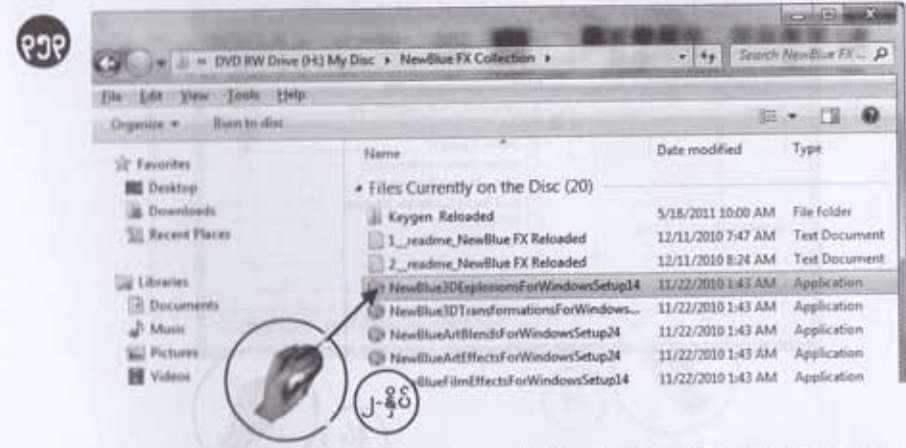 DVD RW Drive (H:) My Disc ▸ NewBlue FX Collection ▸
Search NewBlue FX ...
File Edit View Tools Help
Organize Burn to disc
Name Date modified Type
Favorites
Desktop
Downloads
Recent Places
Libraries
Documents
Music
Pictures
Videos
Files Currently on the Disc (20)
Keygen Reloaded 5/18/2011 10:00 AM File folder
1__readme_NewBlue FX Reloaded 12/11/2010 7:47 AM Text Document
2__readme_NewBlue FX Reloaded 12/11/2010 8:24 AM Text Document
NewBlue3DExplosionsForWindowsSetup14 11/22/2010 1:43 AM Application
NewBlue3DTransformationsForWindows... 11/22/2010 1:43 AM Application
NewBlueArtBlendsForWindowsSetup24 11/22/2010 1:43 AM Application
NewBlueArtEffectsForWindowsSetup24 11/22/2010 1:43 AM Application
BlueFilmEffectsForWindowsSetup14 11/22/2010 1:43 AM Application
၂-နှိပ်